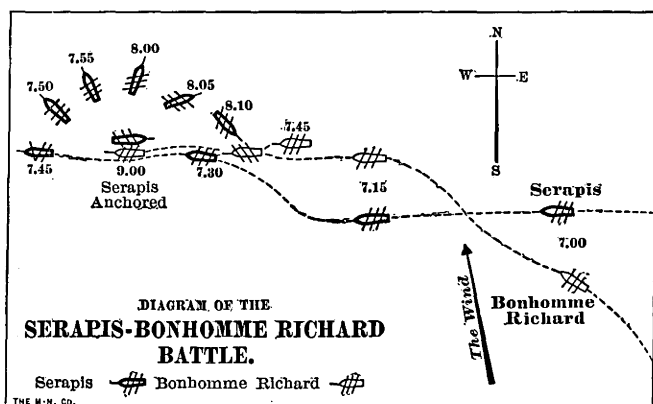 8.00
7.55
7.50
8.05
8.10
7.45
7.45
9.00
7.30
Serapis
Anchored
7.15
N
W E
S
Serapis
7.00
Bonhomme
Richard
The Wind
DIAGRAM OF THE
SERAPIS-BONHOMME RICHARD
BATTLE.
Serapis Bonhomme Richard
THE M.-N. CO.